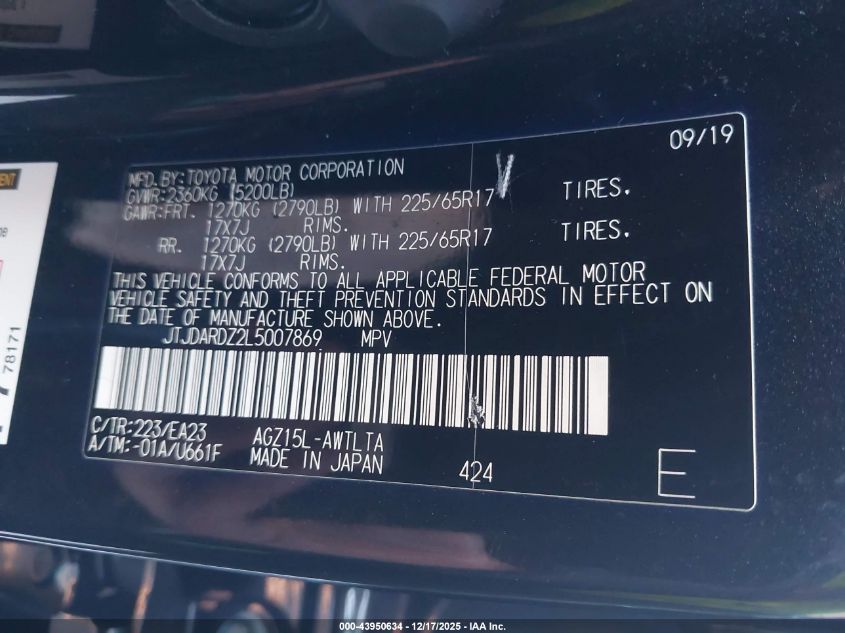 09/19
MFD.BY:TOYOTA MOTOR CORPORATION
GVWR:2360KG (5200LB)
GAWR:FRT. 1270KG (2790LB) WITH 225/65R17 TIRES.
17X7J RIMS.
RR. 1270KG (2790LB) WITH 225/65R17 TIRES.
17X7J RIMS.
THIS VEHICLE CONFORMS TO ALL APPLICABLE FEDERAL MOTOR
VEHICLE SAFETY AND THEFT PREVENTION STANDARDS IN EFFECT ON
THE DATE OF MANUFACTURE SHOWN ABOVE.
JTJDARDZ2L5007869 MPV
C/TR:223/EA23 AGZ15L-AWTLTA
A/TM:-01A/U661F MADE IN JAPAN 424 E
78171
000-43950634 - 12/17/2025 - IAA Inc.